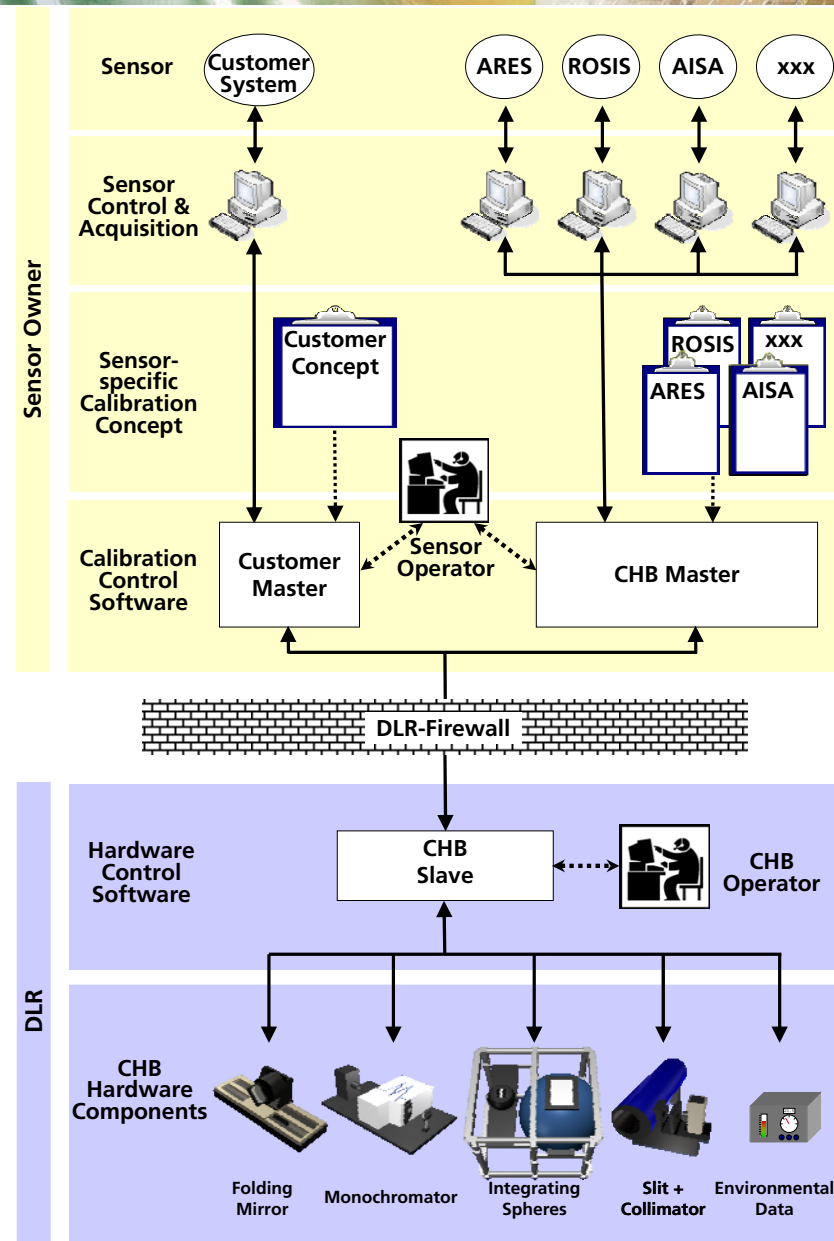 Sensor Owner
Sensor
Customer
System
ARES
ROSIS
AISA
xxx
Sensor
Control &
Acquisition
Sensor-
specific
Calibration
Concept
Customer
Concept
ROSIS
xxx
ARES
AISA
Calibration
Control
Software
Customer
Master
Sensor
Operator
CHB Master
DLR-Firewall
DLR
Hardware
Control
Software
CHB
Slave
CHB
Operator
CHB
Hardware
Components
Folding
Mirror
Monochromator
Integrating
Spheres
Slit +
Collimator
Environmental
Data